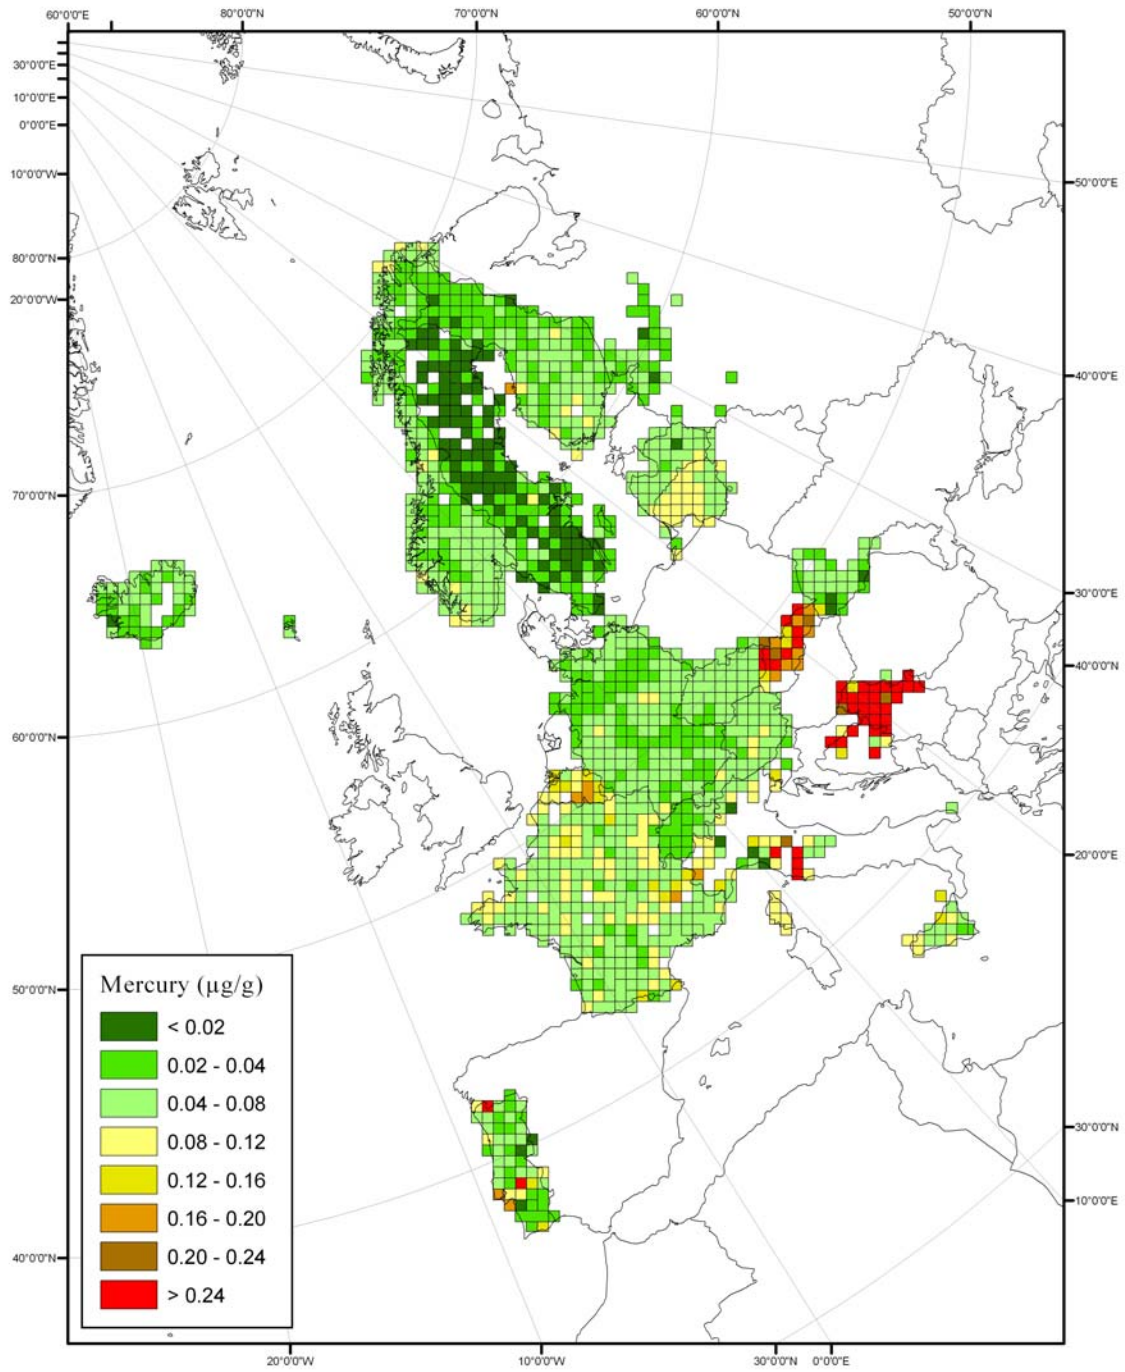 60°0'0"E 80°0'0"N 70°0'0"N 60°0'0"N 50°0'0"N
30°0'0"E
10°0'0"E
0°0'0"E
10°0'0"W
50°0'0"E
80°0'0"N
20°0'0"W
40°0'0"E
70°0'0"N
30°0'0"E
40°0'0"N
60°0'0"N
20°0'0"E
Mercury (µg/g)
50°0'0"N
< 0.02
0.02 - 0.04
0.04 - 0.08
30°0'0"N
0.08 - 0.12
0.12 - 0.16
10°0'0"E
0.16 - 0.20
40°0'0"N
0.20 - 0.24
> 0.24
20°0'0"W 10°0'0"W 30°0'0"N 0°0'0"E